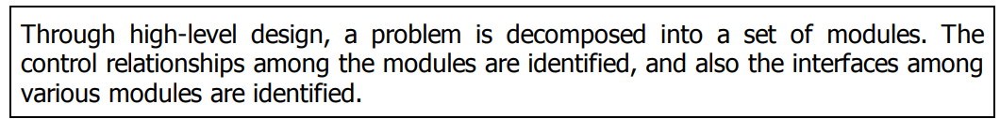 Through high-level design, a problem is decomposed into a set of modules. The
control relationships among the modules are identified, and also the interfaces among
various modules are identified.